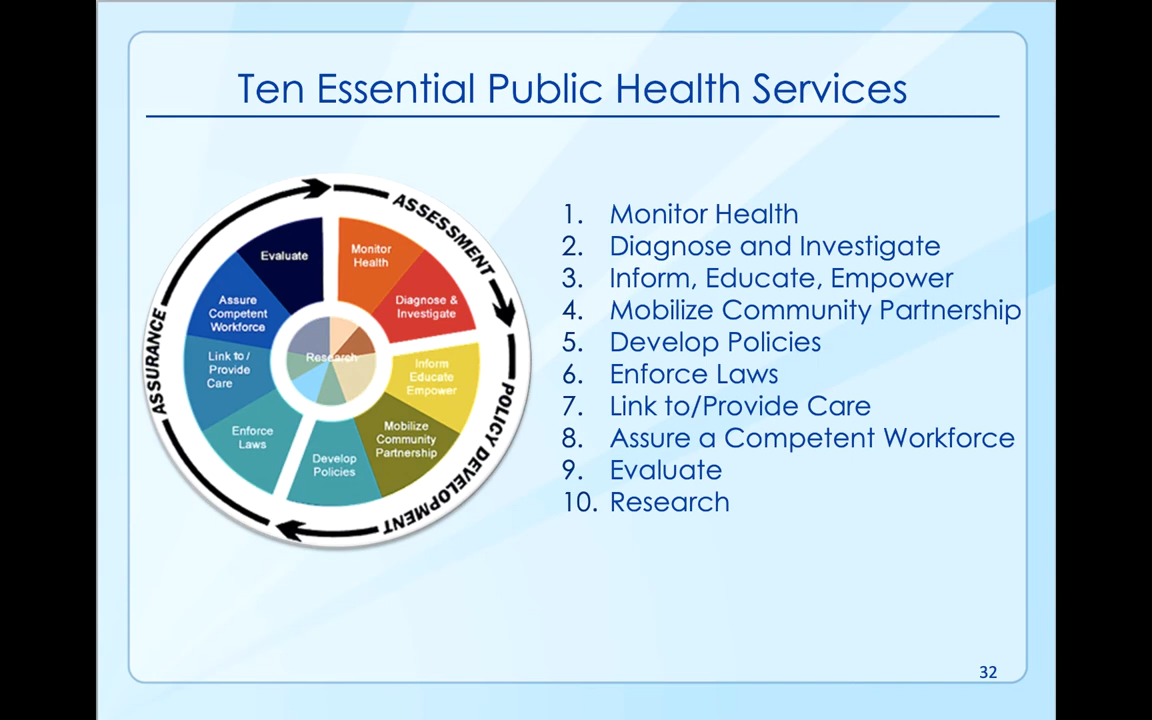 Ten Essential Public Health Services
ASSESSMENT
POLICY DEVELOPMENT
ASSURANCE
Monitor
Health
Diagnose &
Investigate
Inform
Educate
Empower
Mobilize
Community
Partnership
Develop
Policies
Enforce
Laws
Link to /
Provide
Care
Assure
Competent
Workforce
Evaluate
Research
1. Monitor Health
2. Diagnose and Investigate
3. Inform, Educate, Empower
4. Mobilize Community Partnership
5. Develop Policies
6. Enforce Laws
7. Link to/Provide Care
8. Assure a Competent Workforce
9. Evaluate
10. Research
32